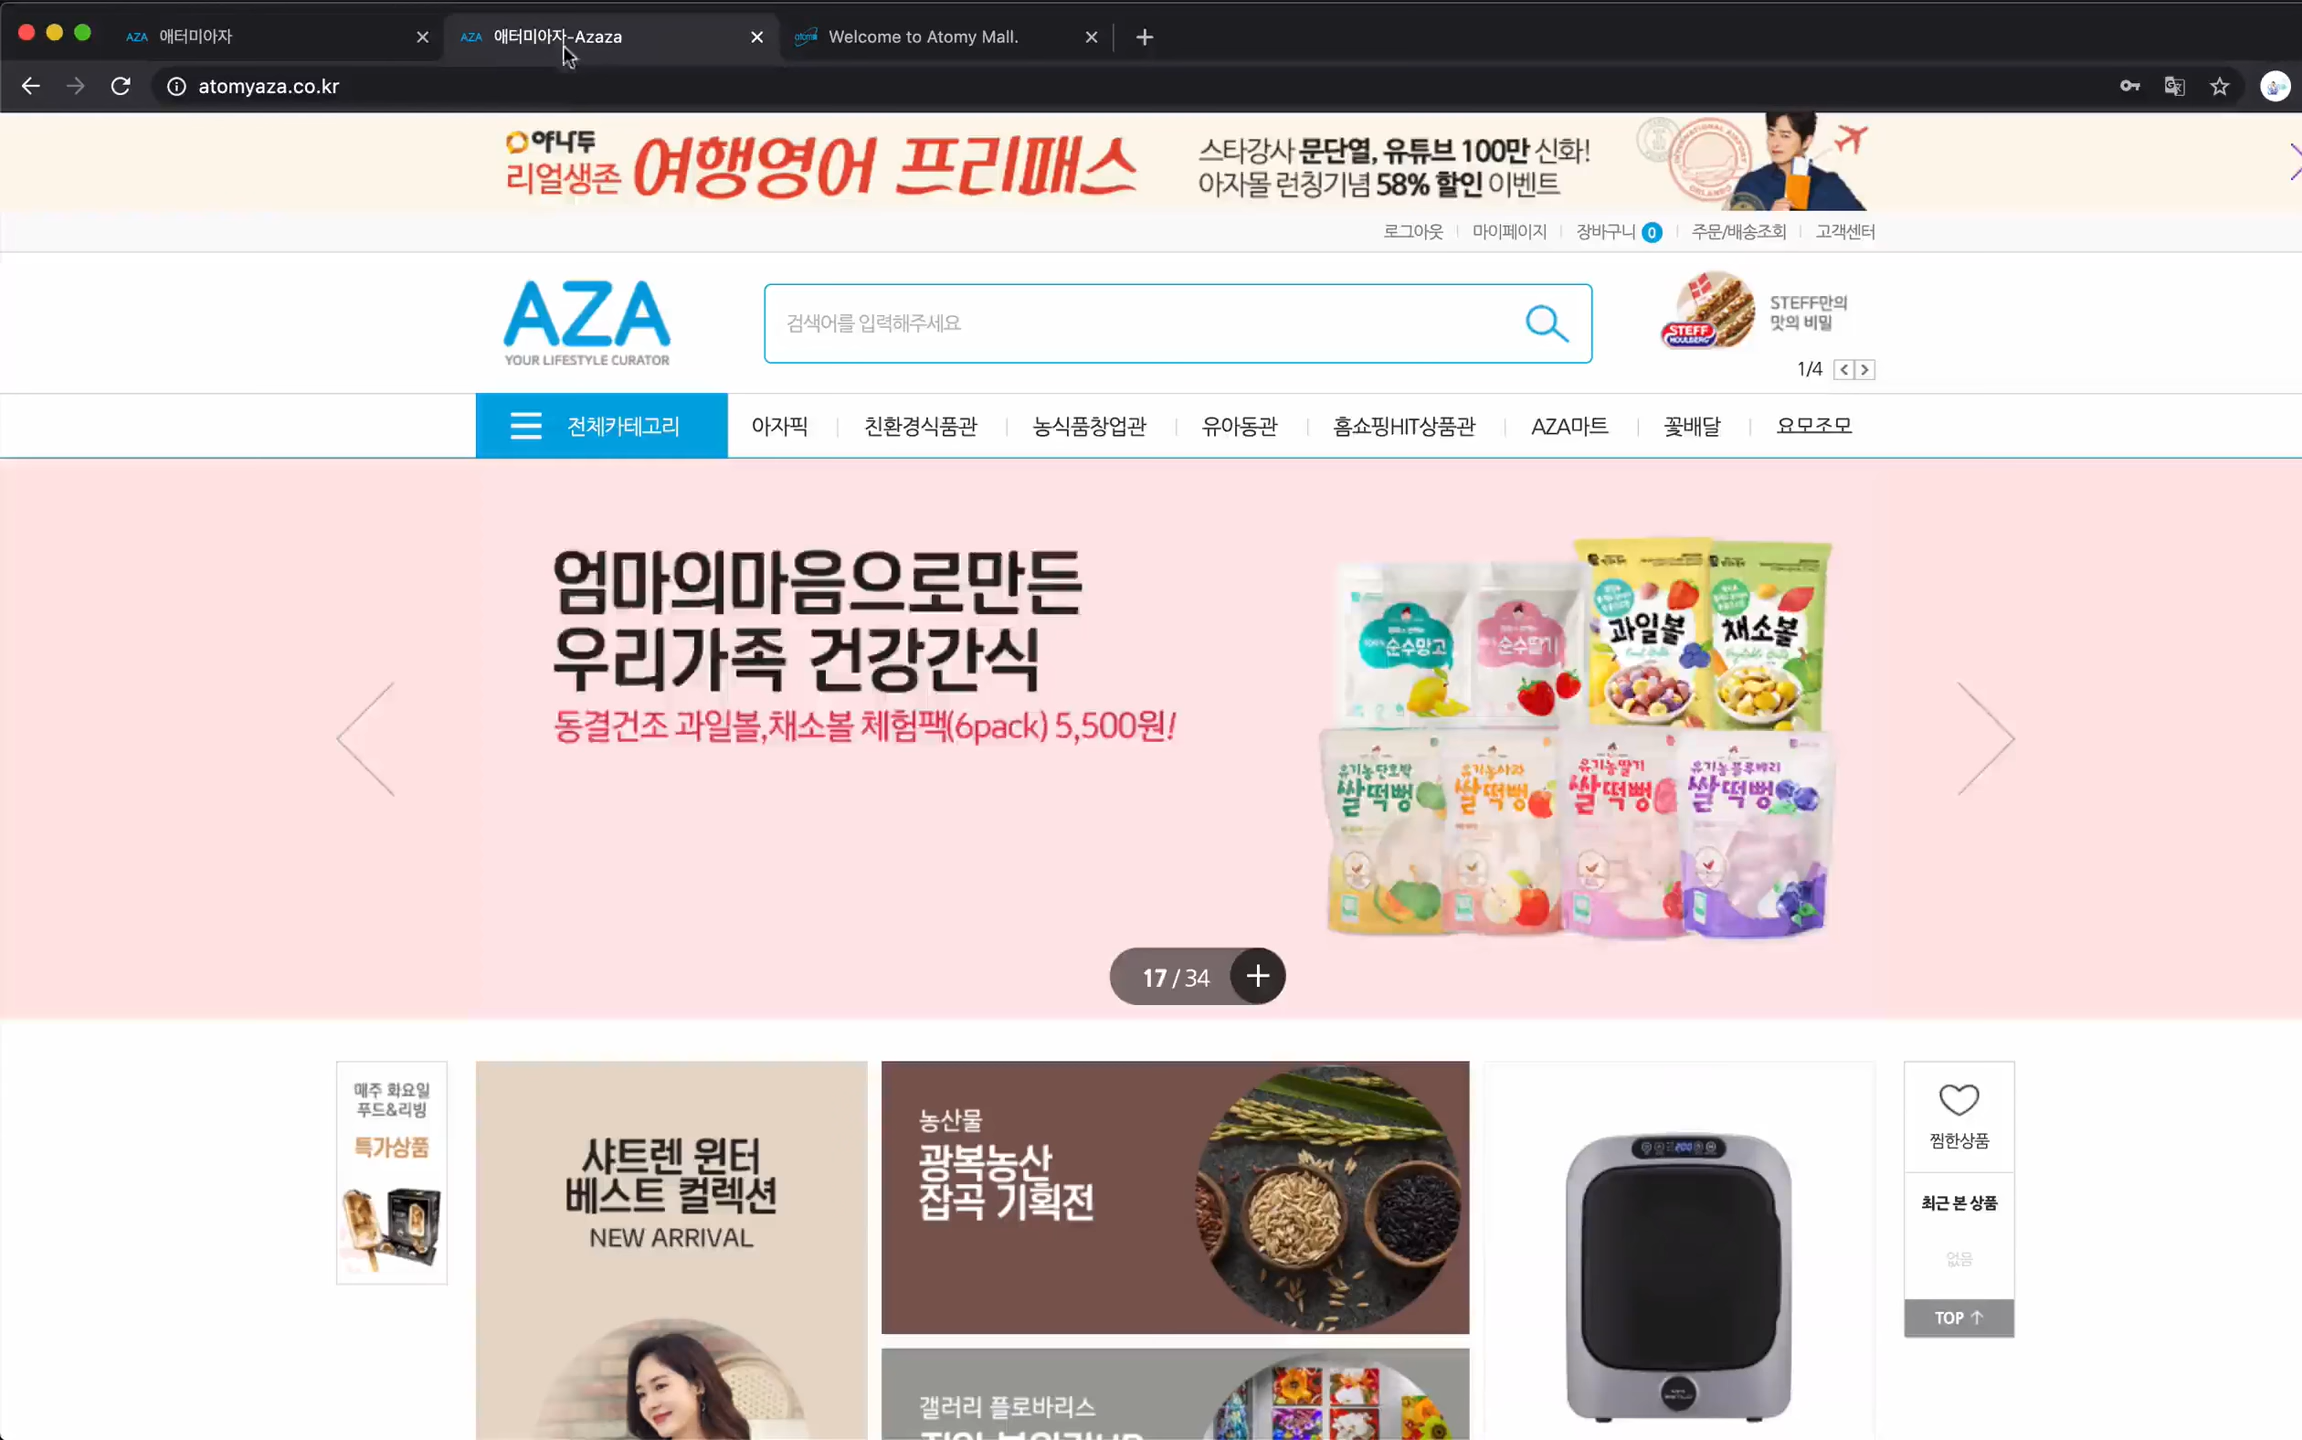 AZA 애터미아자
AZA 애터미아자-Azaza
atomy Welcome to Atomy Mall.
atomyaza.co.kr
야나두
리얼생존 여행영어 프리패스
스타강사 문단열, 유튜브 100만 신화!
아자몰 런칭기념 58% 할인 이벤트
로그아웃
마이페이지
장바구니 0
주문/배송조회
고객센터
AZA
YOUR LIFESTYLE CURATOR
검색어를 입력해주세요
STEFF
HOULBERG
STEFF만의
맛의 비밀
1/4
전체카테고리
아자픽
친환경식품관
농식품창업관
유아동관
홈쇼핑HIT상품관
AZA마트
꽃배달
요모조모
엄마의마음으로만든
우리가족 건강간식
동결건조 과일볼,채소볼 체험팩(6pack) 5,500원!
순수망고
순수딸기
과일볼
채소볼
유기농단호박
쌀떡뻥
유기농사과
쌀떡뻥
유기농딸기
쌀떡뻥
유기농블루베리
쌀떡뻥
17 / 34
매주 화요일
푸드&리빙
특가상품
샤트렌 윈터
베스트 컬렉션
NEW ARRIVAL
농산물
광복농산
잡곡 기획전
갤러리 플로바리스
200
찜한상품
최근 본 상품
없음
TOP